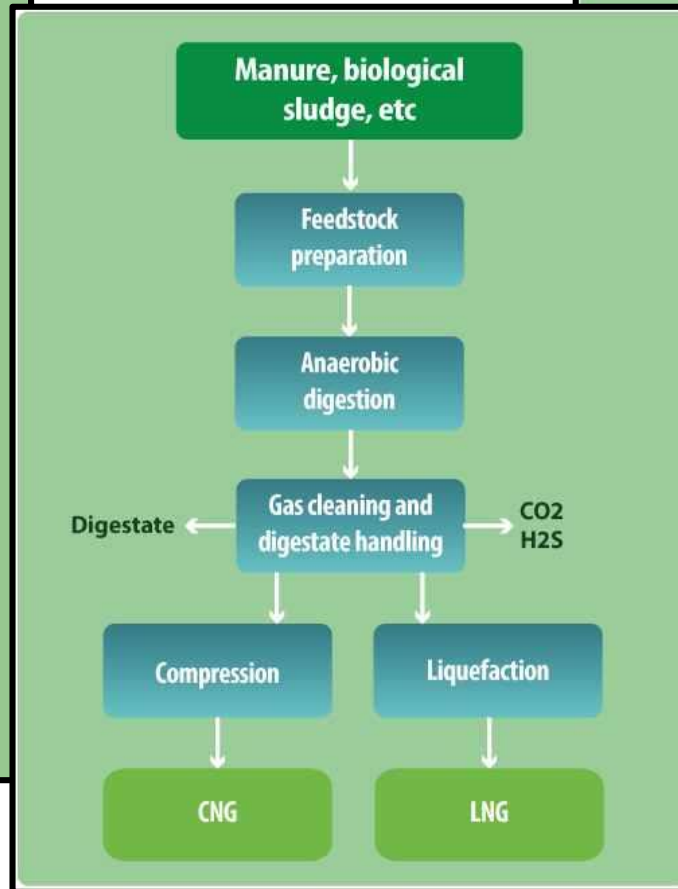 Manure, biological
sludge, etc
Feedstock
preparation
Anaerobic
digestion
Gas cleaning and
digestate handling
Digestate
CO2
H2S
Compression
Liquefaction
CNG
LNG